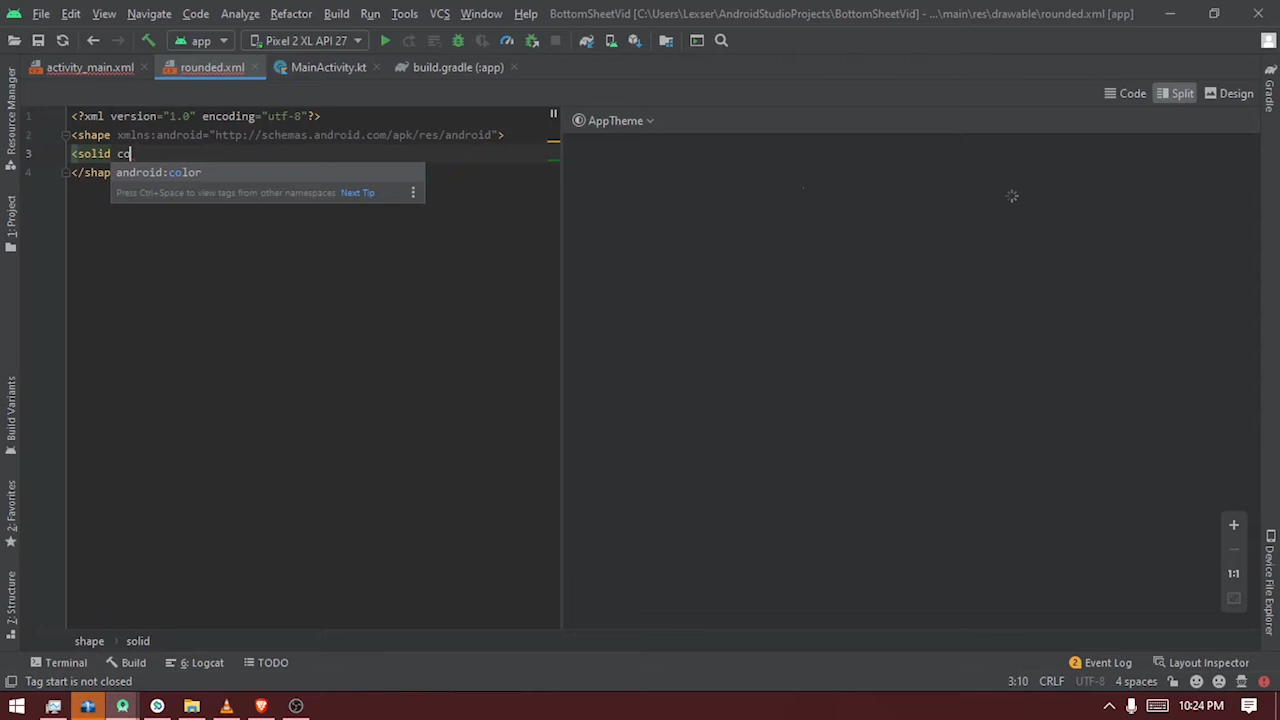 File Edit View Navigate Code Analyze Refactor Build Run Tools VCS Window Help BottomSheetVid [C:\Users\Lexser\AndroidStudioProjects\BottomSheetVid] - ...\main\res\drawable\rounded.xml [app]
app Pixel 2 XL API 27
activity_main.xml rounded.xml MainActivity.kt build.gradle (:app)
Code Split Design
AppTheme
1 <?xml version="1.0" encoding="utf-8"?>
2 <shape xmlns:android="http://schemas.android.com/apk/res/android">
3 <solid co
android:color
4 </shap
Press Ctrl+Space to view tags from other namespaces Next Tip
Resource Manager
1: Project
Build Variants
2: Favorites
7: Structure
Gradle
Device File Explorer
1:1
shape › solid
Terminal Build 6: Logcat TODO 2 Event Log Layout Inspector
Tag start is not closed 3:10 CRLF UTF-8 4 spaces
10:24 PM